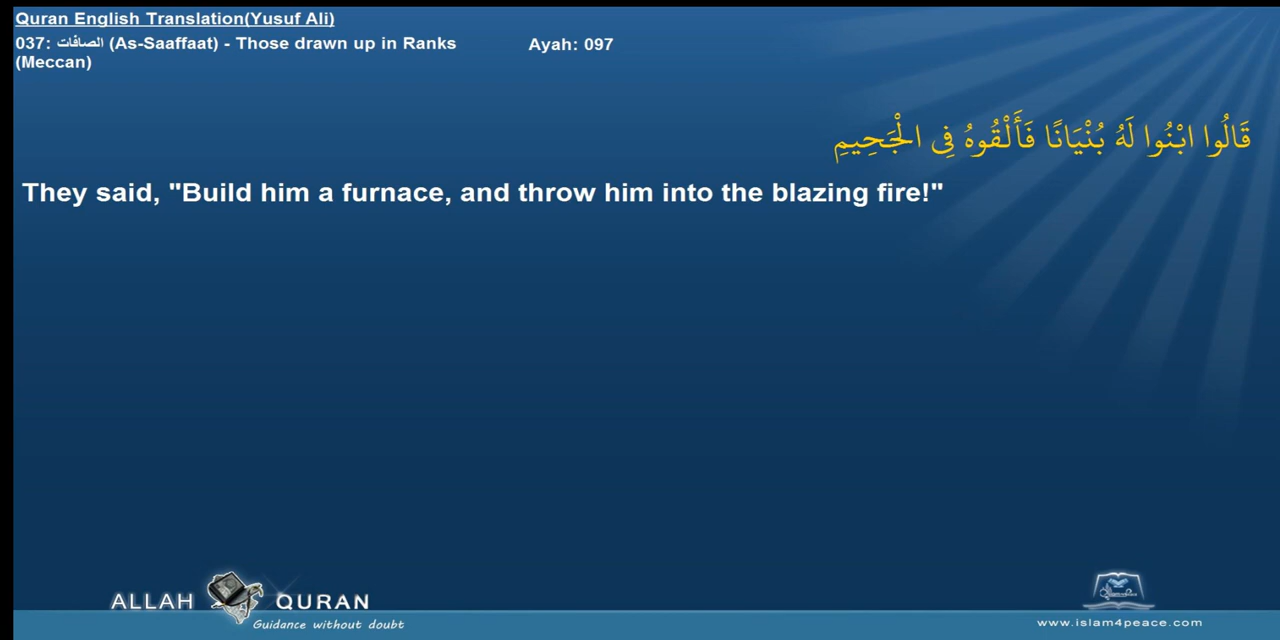 Quran English Translation(Yusuf Ali)
037: الصافات (As-Saaffaat) - Those drawn up in Ranks (Meccan)
Ayah: 097
قَالُوا ابْنُوا لَهُ بُنْيَانًا فَأَلْقُوهُ فِي الْجَحِيمِ
They said, "Build him a furnace, and throw him into the blazing fire!"
ALLAH QURAN
Guidance without doubt
www.islam4peace.com